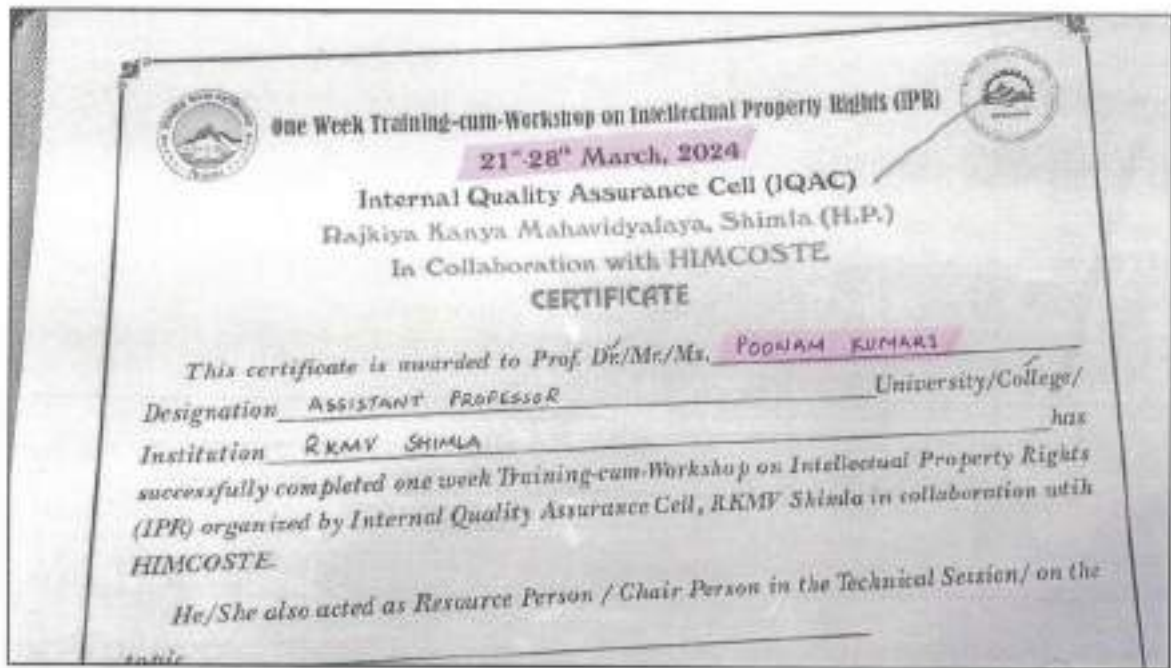 One Week Training-cum-Workshop on Intellectual Property Rights (IPR)
21st-28th March, 2024
Internal Quality Assurance Cell (IQAC)
Rajkiya Kanya Mahavidyalaya, Shimla (H.P.)
In Collaboration with HIMCOSTE
CERTIFICATE
This certificate is awarded to Prof. Dr./Mr./Ms. POONAM KUMARI
Designation ASSISTANT PROFESSOR University/College/
Institution RKMV SHIMLA has
successfully completed one week Training-cum-Workshop on Intellectual Property Rights
(IPR) organized by Internal Quality Assurance Cell, RKMV Shimla in collaboration with
HIMCOSTE.
He/She also acted as Resource Person / Chair Person in the Technical Session/ on the
topic